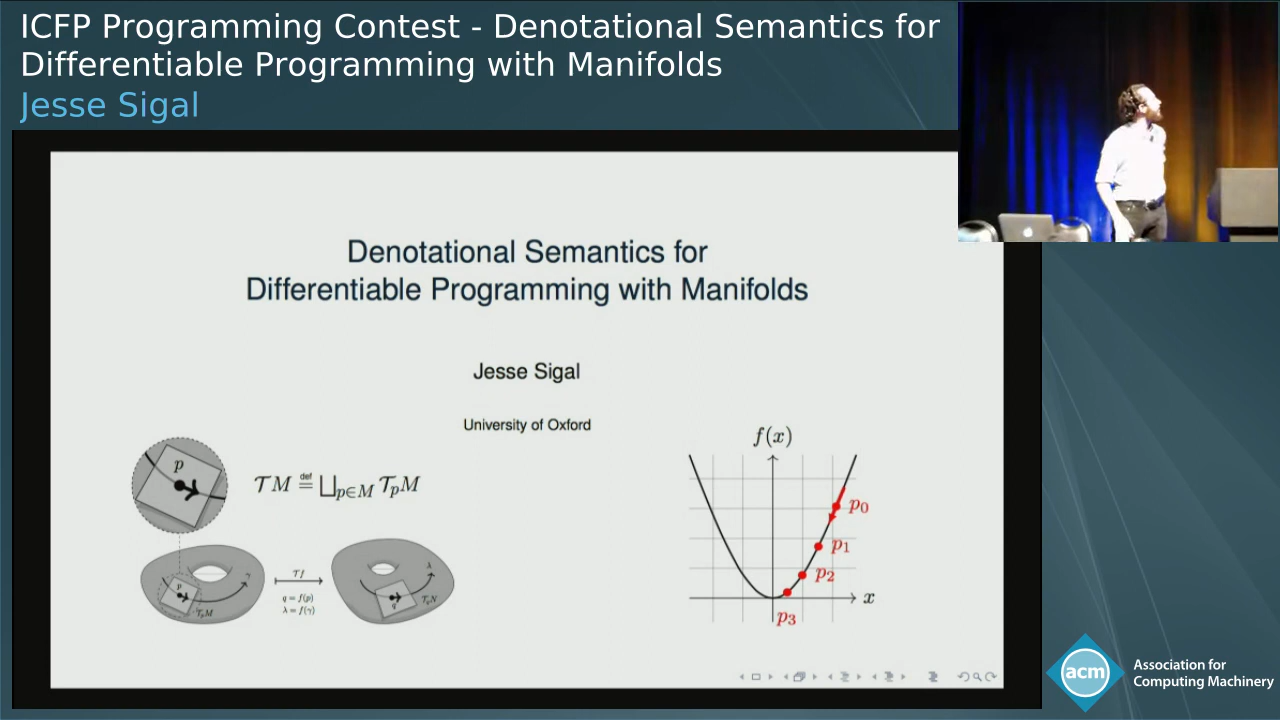 ICFP Programming Contest - Denotational Semantics for
Differentiable Programming with Manifolds
Jesse Sigal
Denotational Semantics for
Differentiable Programming with Manifolds
Jesse Sigal
University of Oxford
p
𝒯M ≝ ⨆p∈M 𝒯pM
p
γ
𝒯pM
𝒯f
q = f(p)
λ = f(γ)
λ
q
𝒯qN
f(x)
p0
p1
p2
p3
x
acm
Association for
Computing Machinery